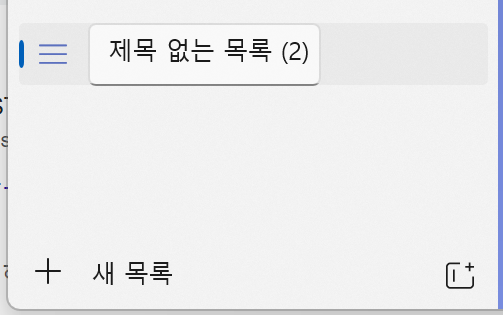 제목 없는 목록 (2)
새 목록